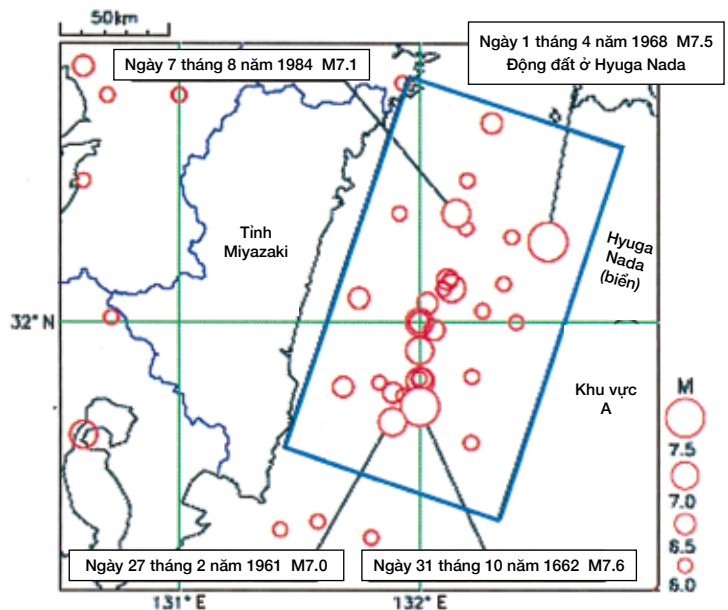 50km
Ngày 7 tháng 8 năm 1984 M7.1
Ngày 1 tháng 4 năm 1968 M7.5
Động đất ở Hyuga Nada
Tỉnh
Miyazaki
Hyuga
Nada
(biển)
32° N
Khu vực
A
M
7.5
7.0
6.5
6.0
Ngày 27 tháng 2 năm 1961 M7.0
Ngày 31 tháng 10 năm 1662 M7.6
131° E
132° E